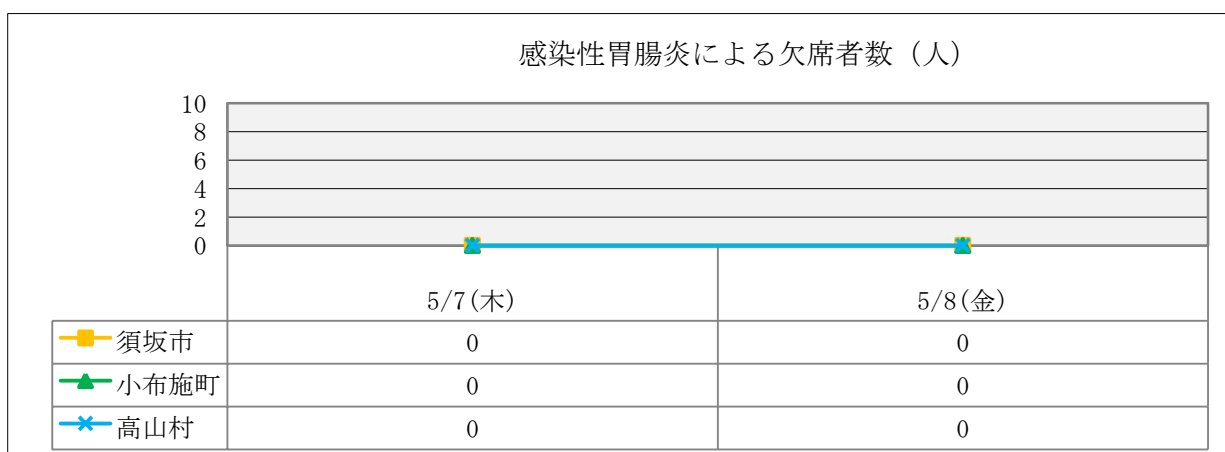 感染性胃腸炎による欠席者数（人）
10
8
6
4
2
0
5/7(木) 5/8(金)
須坂市 0 0
小布施町 0 0
高山村 0 0